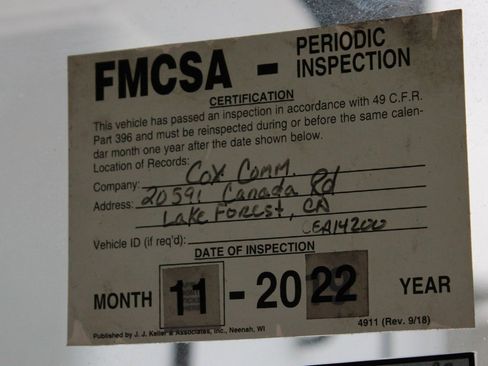 FMCSA - PERIODIC INSPECTION
CERTIFICATION
This vehicle has passed an inspection in accordance with 49 C.F.R.
Part 396 and must be reinspected during or before the same calen-
dar month one year after the date shown below.
Location of Records:
Company: Cox Comm.
Address: 20591 Canada Rd
Lake Forest, CA
Vehicle ID (if req'd): CEA14200
DATE OF INSPECTION
MONTH 11 - 2022 YEAR
Published by J. J. Keller & Associates, Inc., Neenah, WI
4911 (Rev. 9/18)